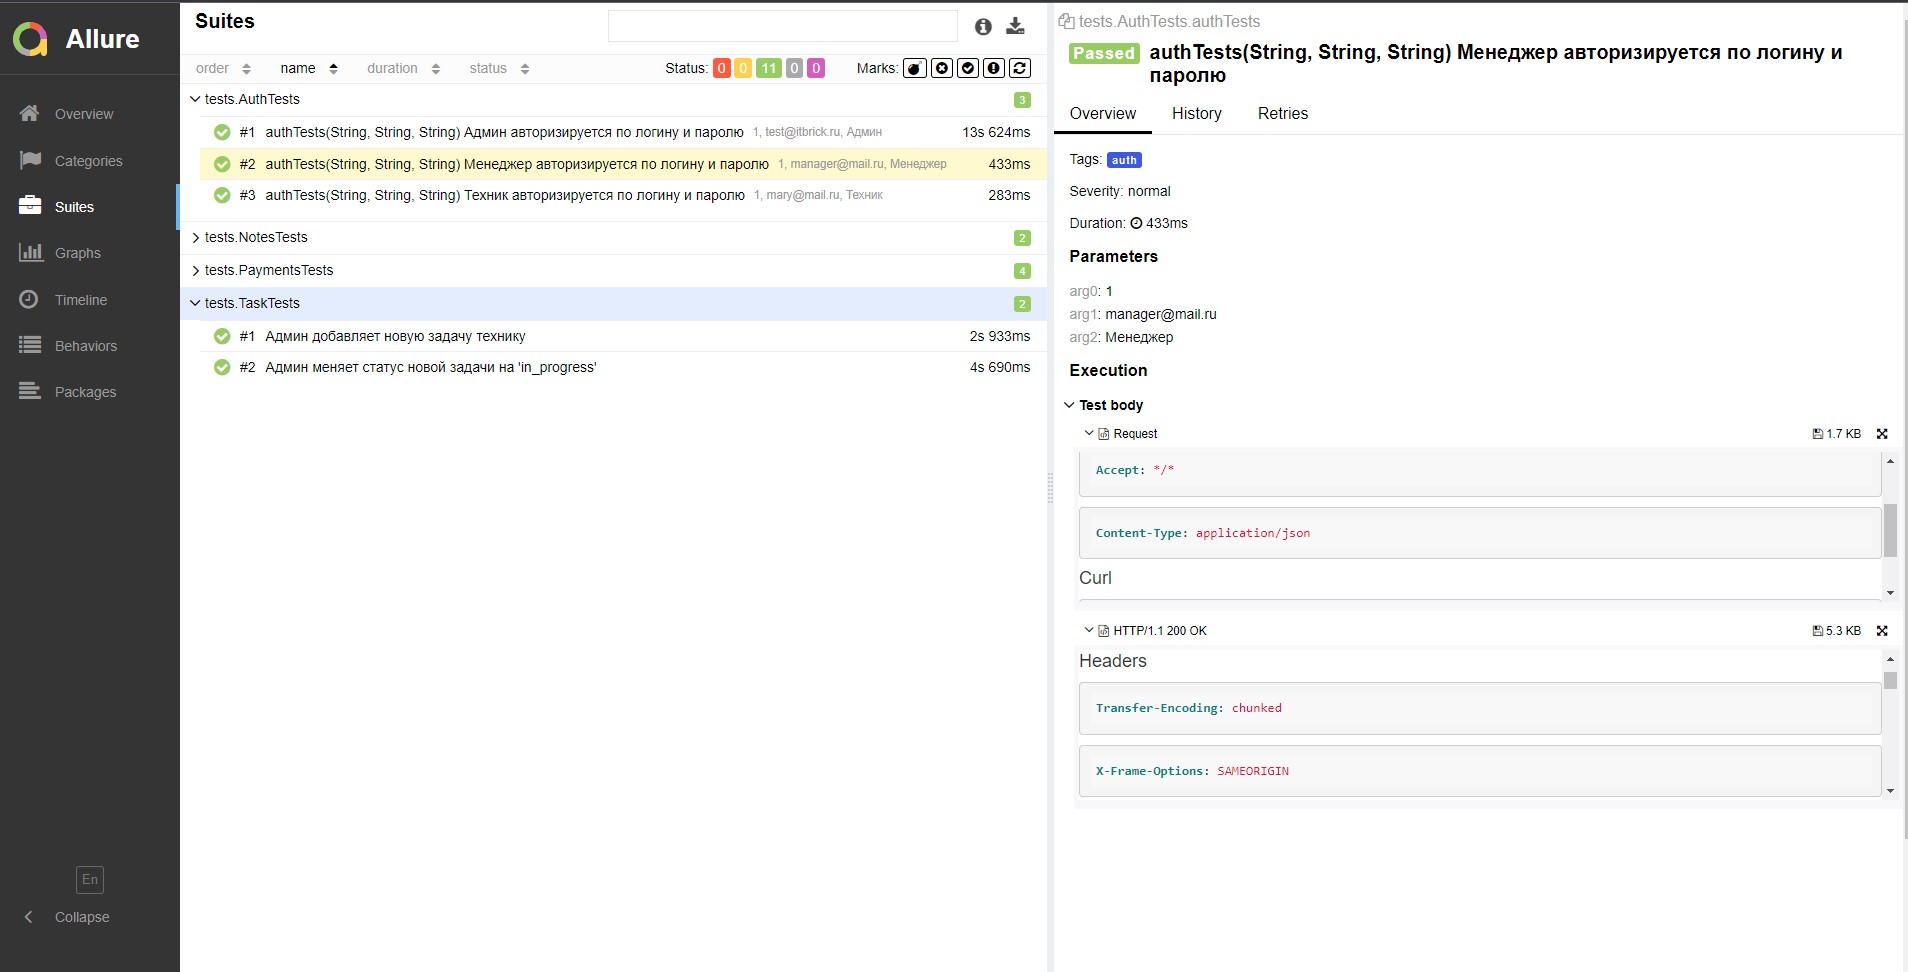 Allure
Overview
Categories
Suites
Graphs
Timeline
Behaviors
Packages
En
Collapse
Suites
order name duration status Status: 0 0 11 0 0 Marks:
tests.AuthTests 3
#1 authTests(String, String, String) Админ авторизируется по логину и паролю 1, test@itbrick.ru, Админ 13s 624ms
#2 authTests(String, String, String) Менеджер авторизируется по логину и паролю 1, manager@mail.ru, Менеджер 433ms
#3 authTests(String, String, String) Техник авторизируется по логину и паролю 1, mary@mail.ru, Техник 283ms
tests.NotesTests 2
tests.PaymentsTests 4
tests.TaskTests 2
#1 Админ добавляет новую задачу технику 2s 933ms
#2 Админ меняет статус новой задачи на 'in_progress' 4s 690ms
tests.AuthTests.authTests
Passed authTests(String, String, String) Менеджер авторизируется по логину и
паролю
Overview History Retries
Tags: auth
Severity: normal
Duration: 433ms
Parameters
arg0: 1
arg1: manager@mail.ru
arg2: Менеджер
Execution
Test body
Request 1.7 KB
Accept: */*
Content-Type: application/json
Curl
HTTP/1.1 200 OK 5.3 KB
Headers
Transfer-Encoding: chunked
X-Frame-Options: SAMEORIGIN